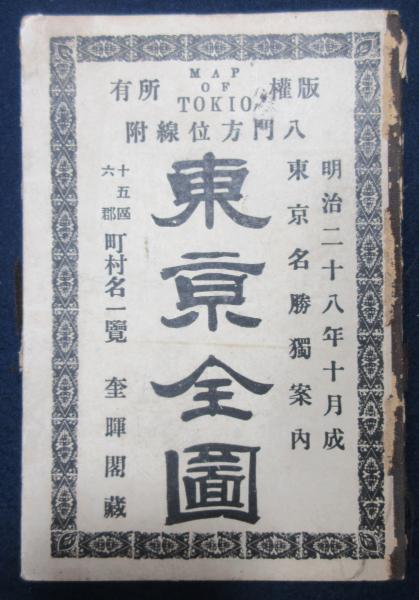 版權所有
MAP
OF
TOKIO
八門方位線附
明治二十八年十月成
東京名勝獨案内
東京全圖
十五區
六郡
町村名一覽
奎暉閣藏